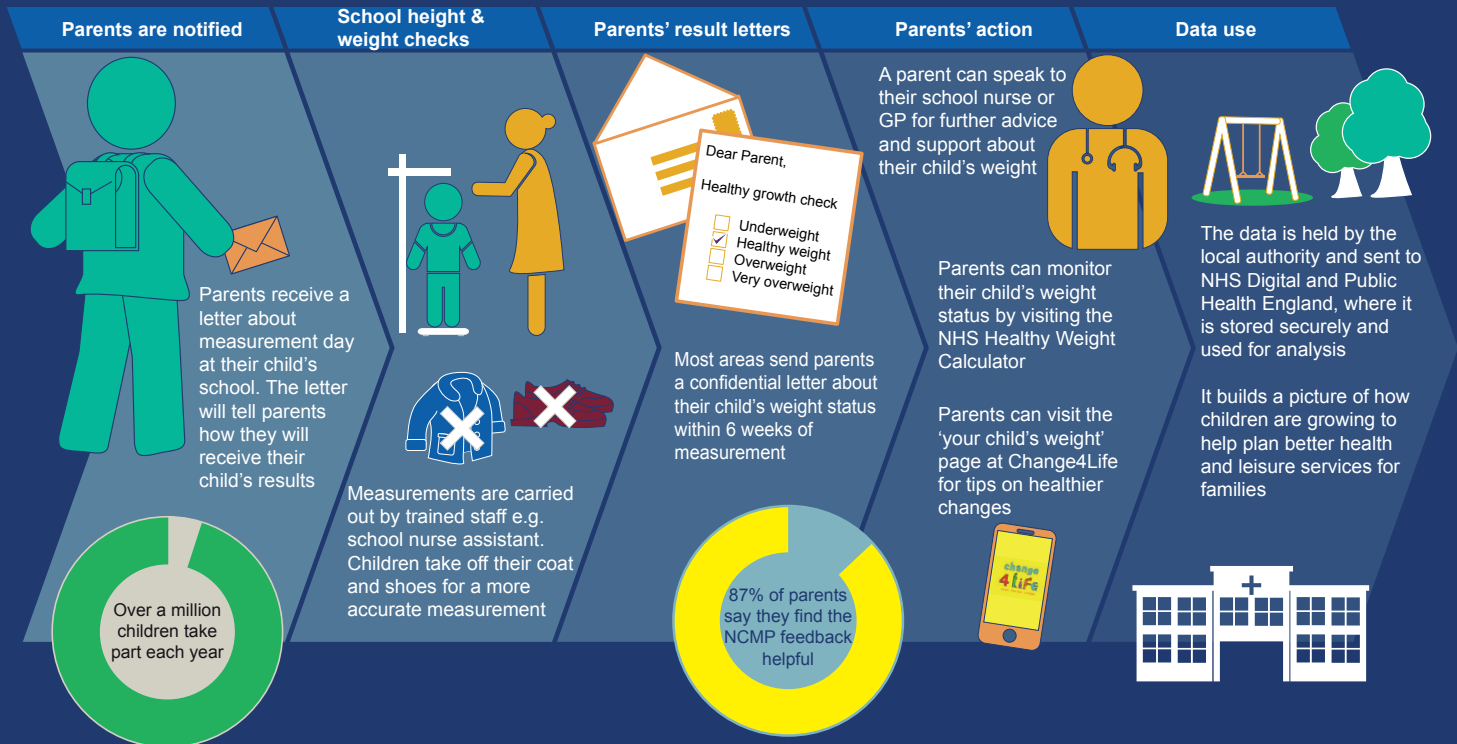 Parents are notified
School height &
weight checks
Parents' result letters
Parents' action
Data use
Parents receive a
letter about
measurement day
at their child's
school. The letter
will tell parents
how they will
receive their
child's results
Over a million
children take
part each year
Measurements are carried
out by trained staff e.g.
school nurse assistant.
Children take off their coat
and shoes for a more
accurate measurement
Dear Parent,
Healthy growth check
Underweight
Healthy weight
Overweight
Very overweight
Most areas send parents
a confidential letter about
their child's weight status
within 6 weeks of
measurement
87% of parents
say they find the
NCMP feedback
helpful
A parent can speak to
their school nurse or
GP for further advice
and support about
their child's weight
Parents can monitor
their child's weight
status by visiting the
NHS Healthy Weight
Calculator
Parents can visit the
'your child's weight'
page at Change4Life
for tips on healthier
changes
change
4 LiFe
The data is held by the
local authority and sent to
NHS Digital and Public
Health England, where it
is stored securely and
used for analysis
It builds a picture of how
children are growing to
help plan better health
and leisure services for
families